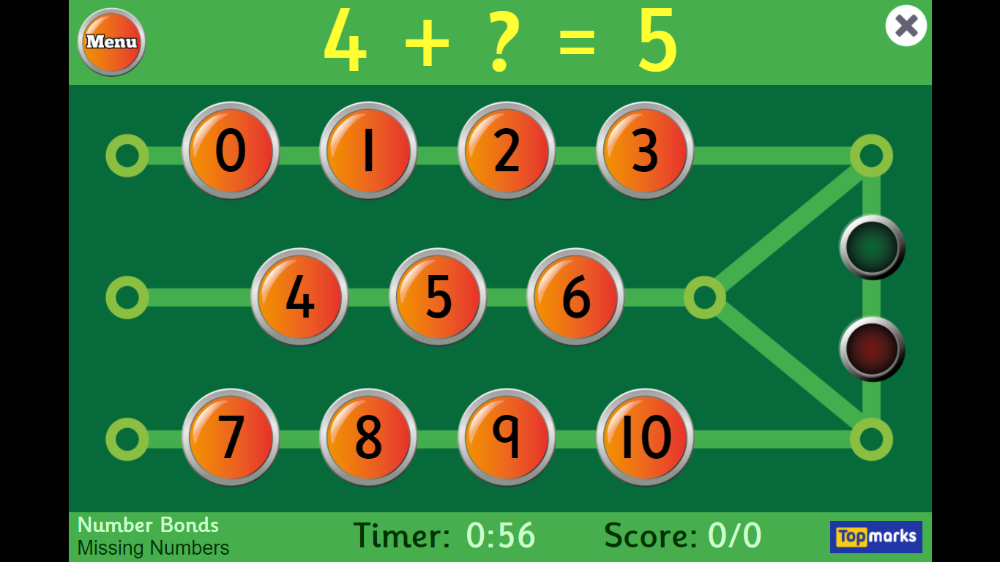 Menu
4 + ? = 5
0 1 2 3
4 5 6
7 8 9 10
Number Bonds
Missing Numbers
Timer: 0:56
Score: 0/0
Topmarks